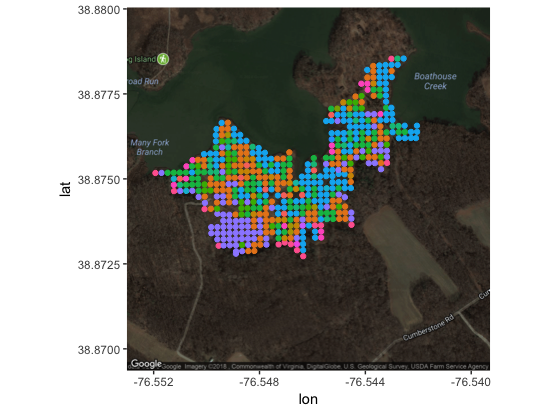 38.8800
g Island
Boathouse
Creek
oad Run
38.8775
Many Fork
Branch
38.8750
lat
38.8725
Cumberstone Rd
38.8700
Google
Google Imagery ©2018, Commonwealth of Virginia, DigitalGlobe, U.S. Geological Survey, USDA Farm Service Agency
-76.552
-76.548
-76.544
-76.540
lon